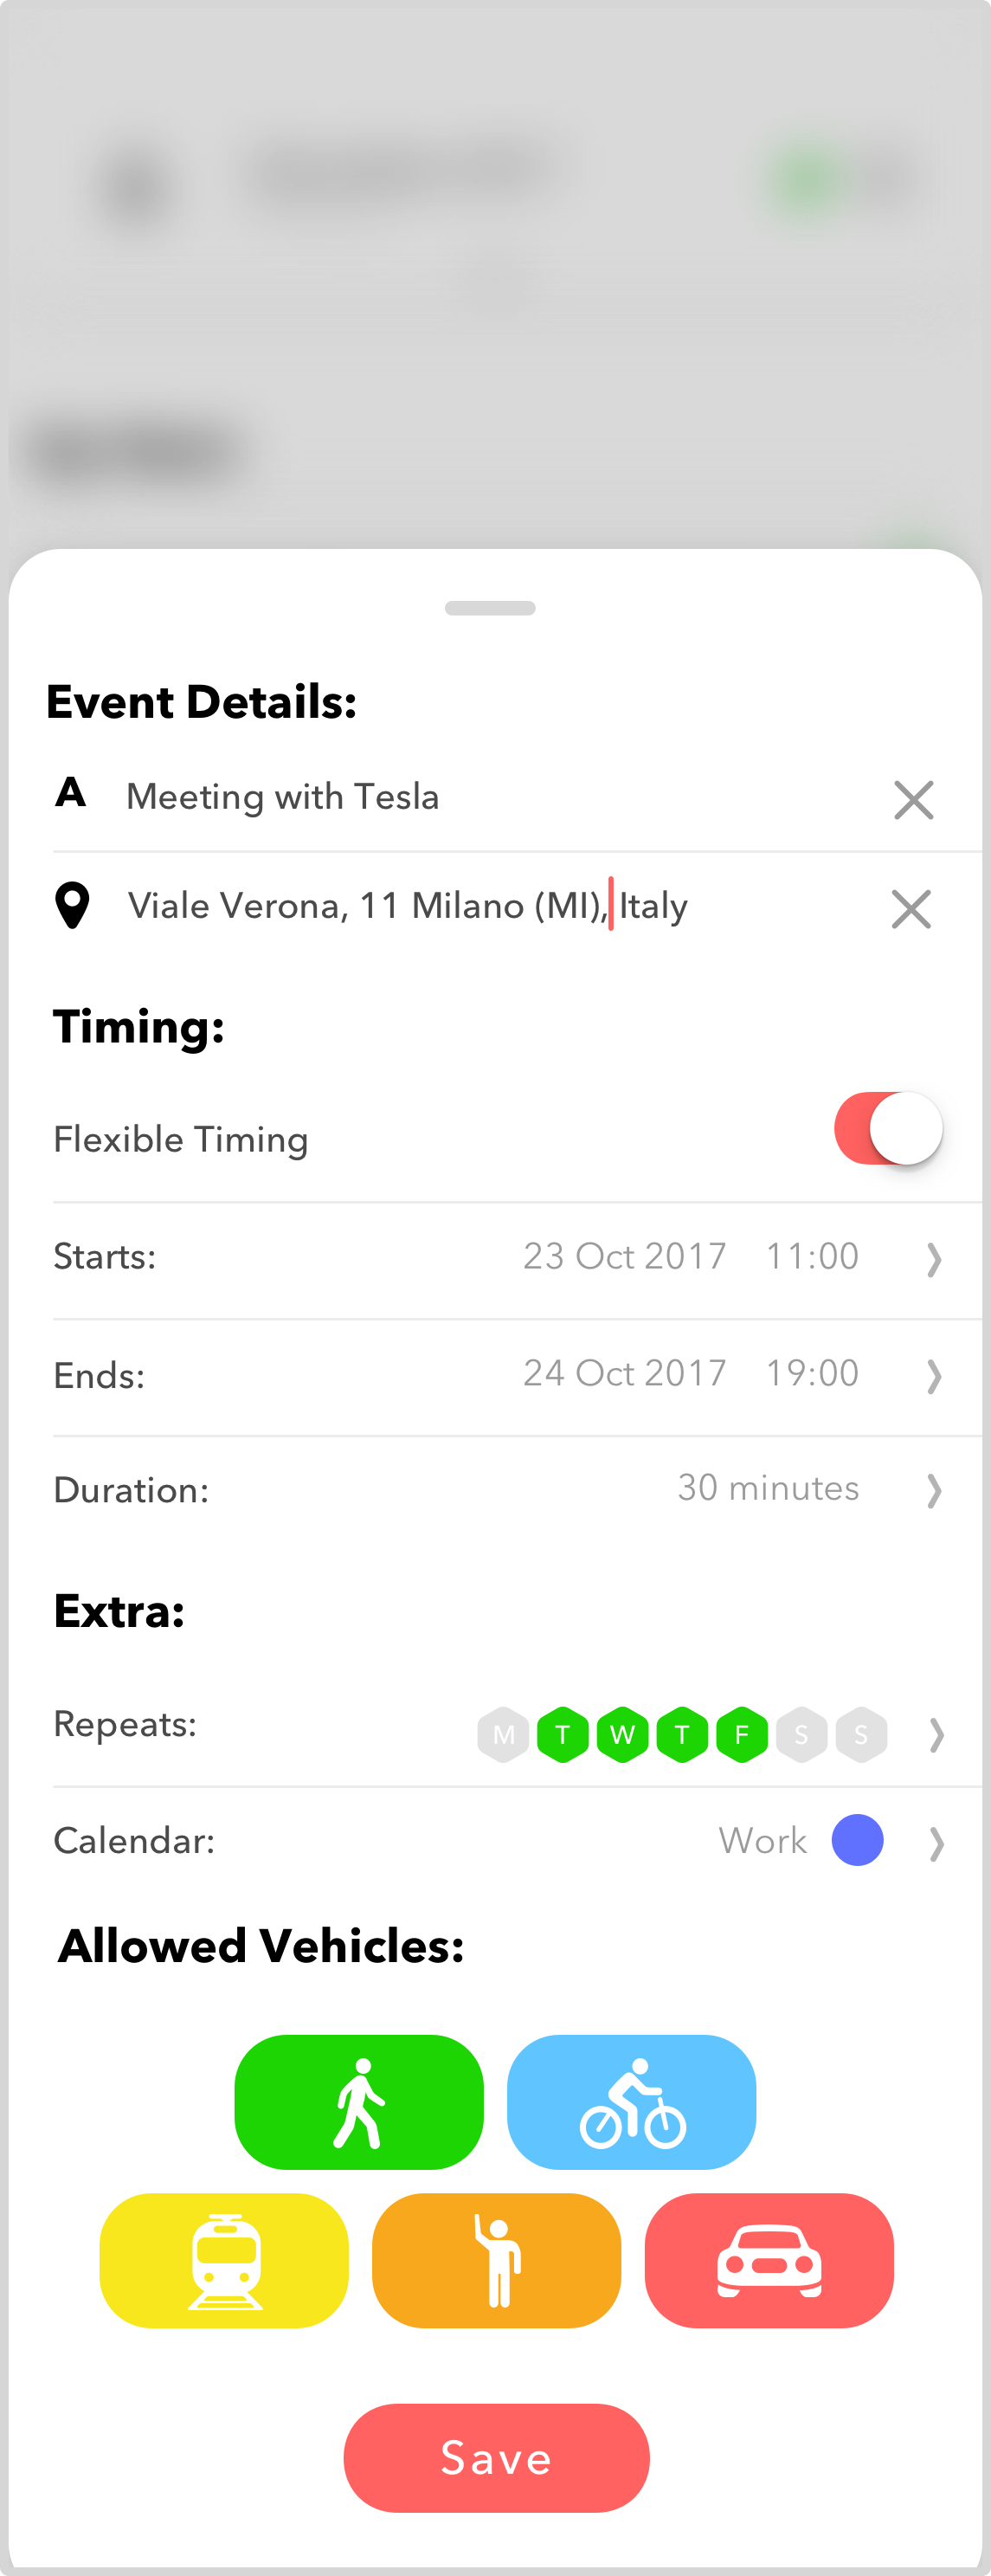 Event Details:
A Meeting with Tesla
Viale Verona, 11 Milano (MI), Italy
Timing:
Flexible Timing
Starts: 23 Oct 2017 11:00
Ends: 24 Oct 2017 19:00
Duration: 30 minutes
Extra:
Repeats: M T W T F S S
Calendar: Work
Allowed Vehicles:
Save